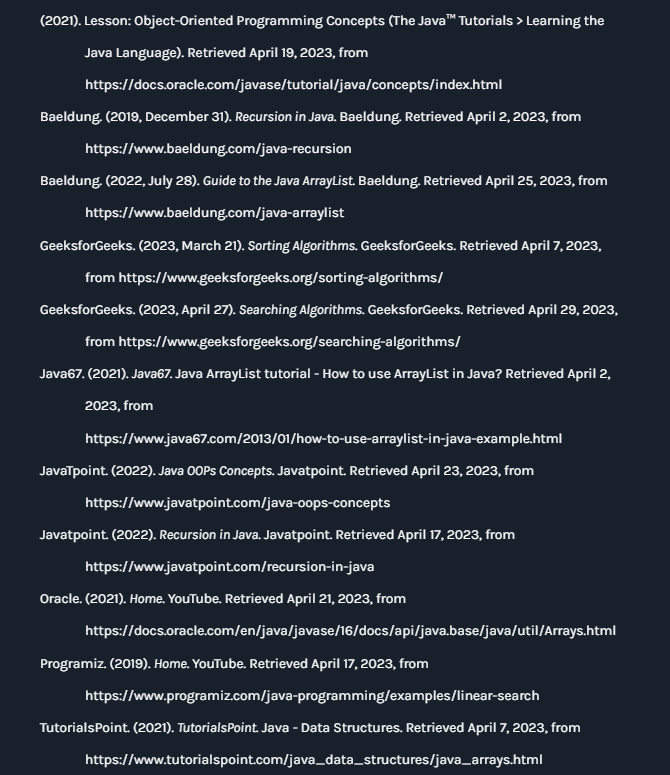 (2021). Lesson: Object-Oriented Programming Concepts (The Java™ Tutorials > Learning the
Java Language). Retrieved April 19, 2023, from
https://docs.oracle.com/javase/tutorial/java/concepts/index.html
Baeldung. (2019, December 31). Recursion in Java. Baeldung. Retrieved April 2, 2023, from
https://www.baeldung.com/java-recursion
Baeldung. (2022, July 28). Guide to the Java ArrayList. Baeldung. Retrieved April 25, 2023, from
https://www.baeldung.com/java-arraylist
GeeksforGeeks. (2023, March 21). Sorting Algorithms. GeeksforGeeks. Retrieved April 7, 2023,
from https://www.geeksforgeeks.org/sorting-algorithms/
GeeksforGeeks. (2023, April 27). Searching Algorithms. GeeksforGeeks. Retrieved April 29, 2023,
from https://www.geeksforgeeks.org/searching-algorithms/
Java67. (2021). Java67. Java ArrayList tutorial - How to use ArrayList in Java? Retrieved April 2,
2023, from
https://www.java67.com/2013/01/how-to-use-arraylist-in-java-example.html
JavaTpoint. (2022). Java OOPs Concepts. Javatpoint. Retrieved April 23, 2023, from
https://www.javatpoint.com/java-oops-concepts
Javatpoint. (2022). Recursion in Java. Javatpoint. Retrieved April 17, 2023, from
https://www.javatpoint.com/recursion-in-java
Oracle. (2021). Home. YouTube. Retrieved April 21, 2023, from
https://docs.oracle.com/en/java/javase/16/docs/api/java.base/java/util/Arrays.html
Programiz. (2019). Home. YouTube. Retrieved April 17, 2023, from
https://www.programiz.com/java-programming/examples/linear-search
TutorialsPoint. (2021). TutorialsPoint. Java - Data Structures. Retrieved April 7, 2023, from
https://www.tutorialspoint.com/java_data_structures/java_arrays.html